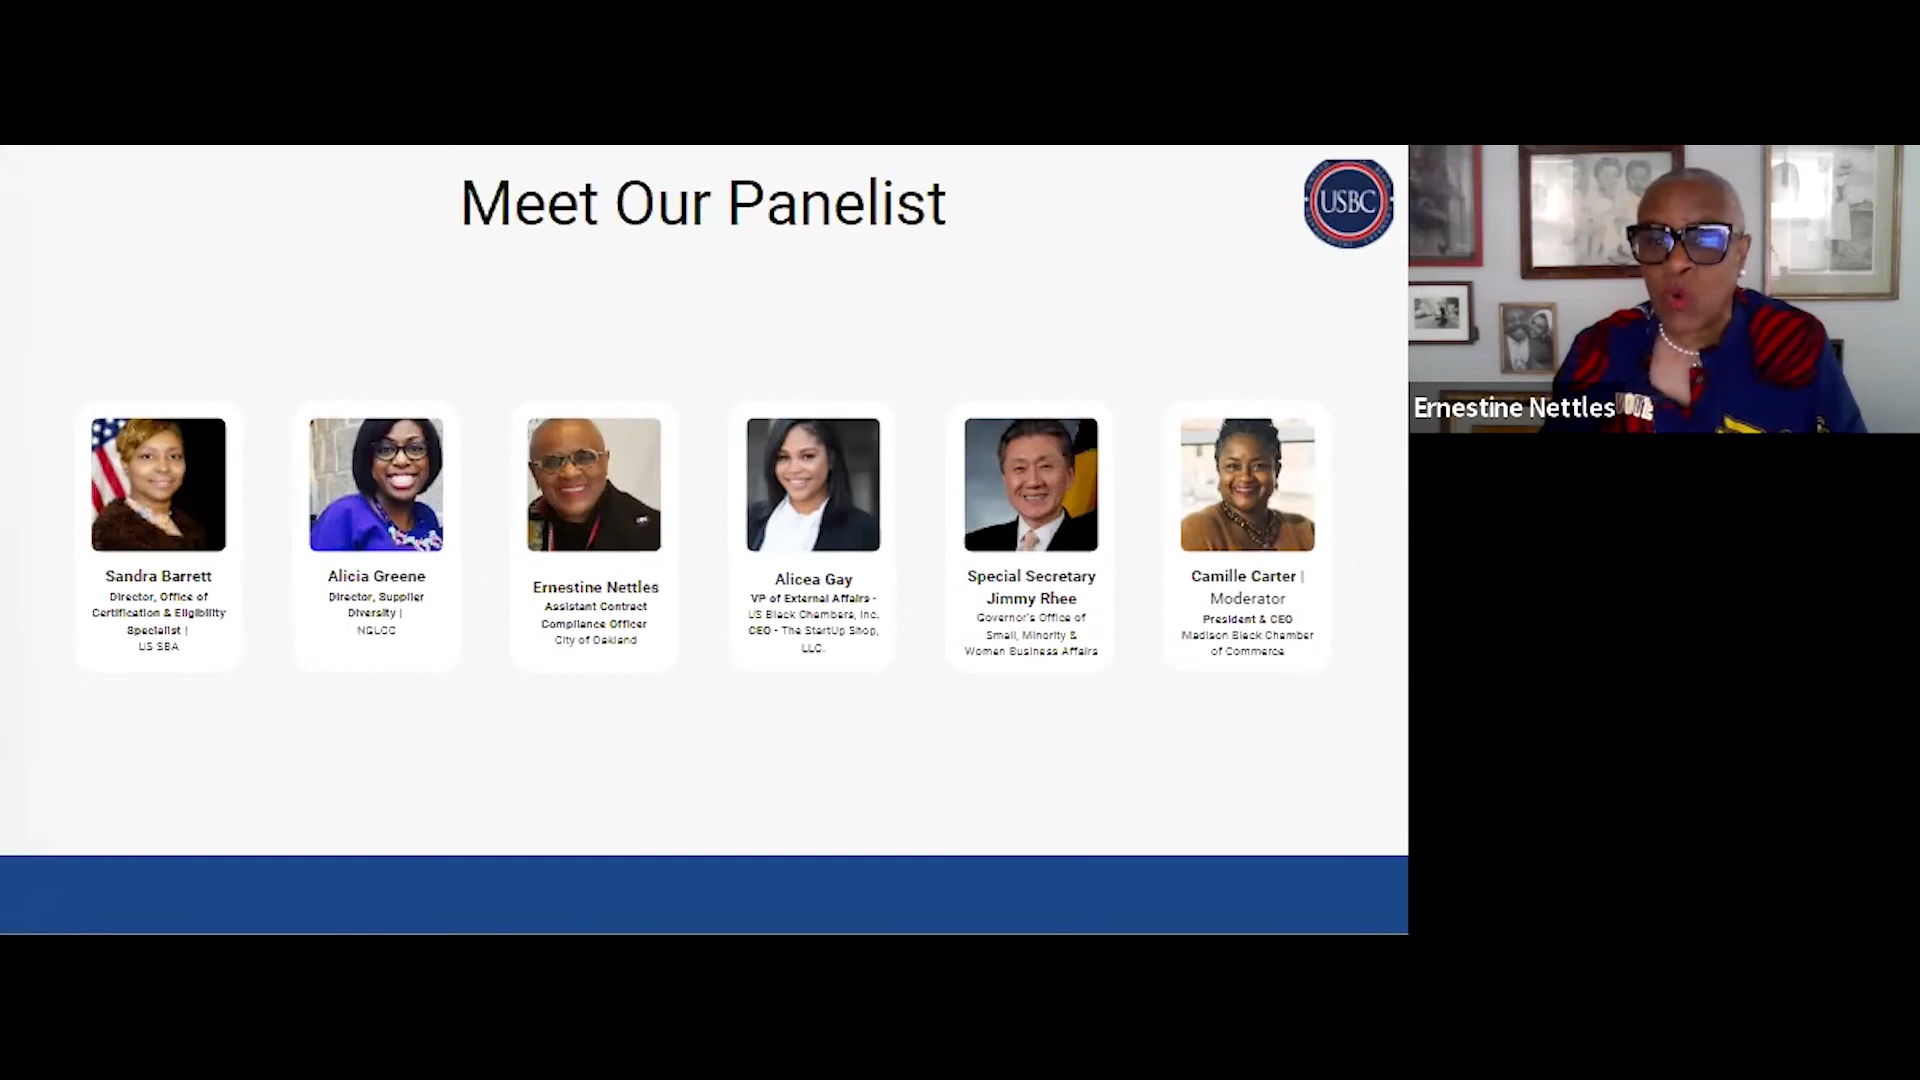 Meet Our Panelist
USBC
Sandra Barrett
Director, Office of
Certification & Eligibility
Specialist |
US SBA
Alicia Greene
Director, Supplier
Diversity |
NGLCC
Ernestine Nettles
Assistant Contract
Compliance Officer
City of Oakland
Alicea Gay
VP of External Affairs -
US Black Chambers, Inc.
CEO - The StartUp Shop,
LLC.
Special Secretary
Jimmy Rhee
Governor's Office of
Small, Minority &
Women Business Affairs
Camille Carter |
Moderator
President & CEO
Madison Black Chamber
of Commerce
Ernestine Nettles
VOTE